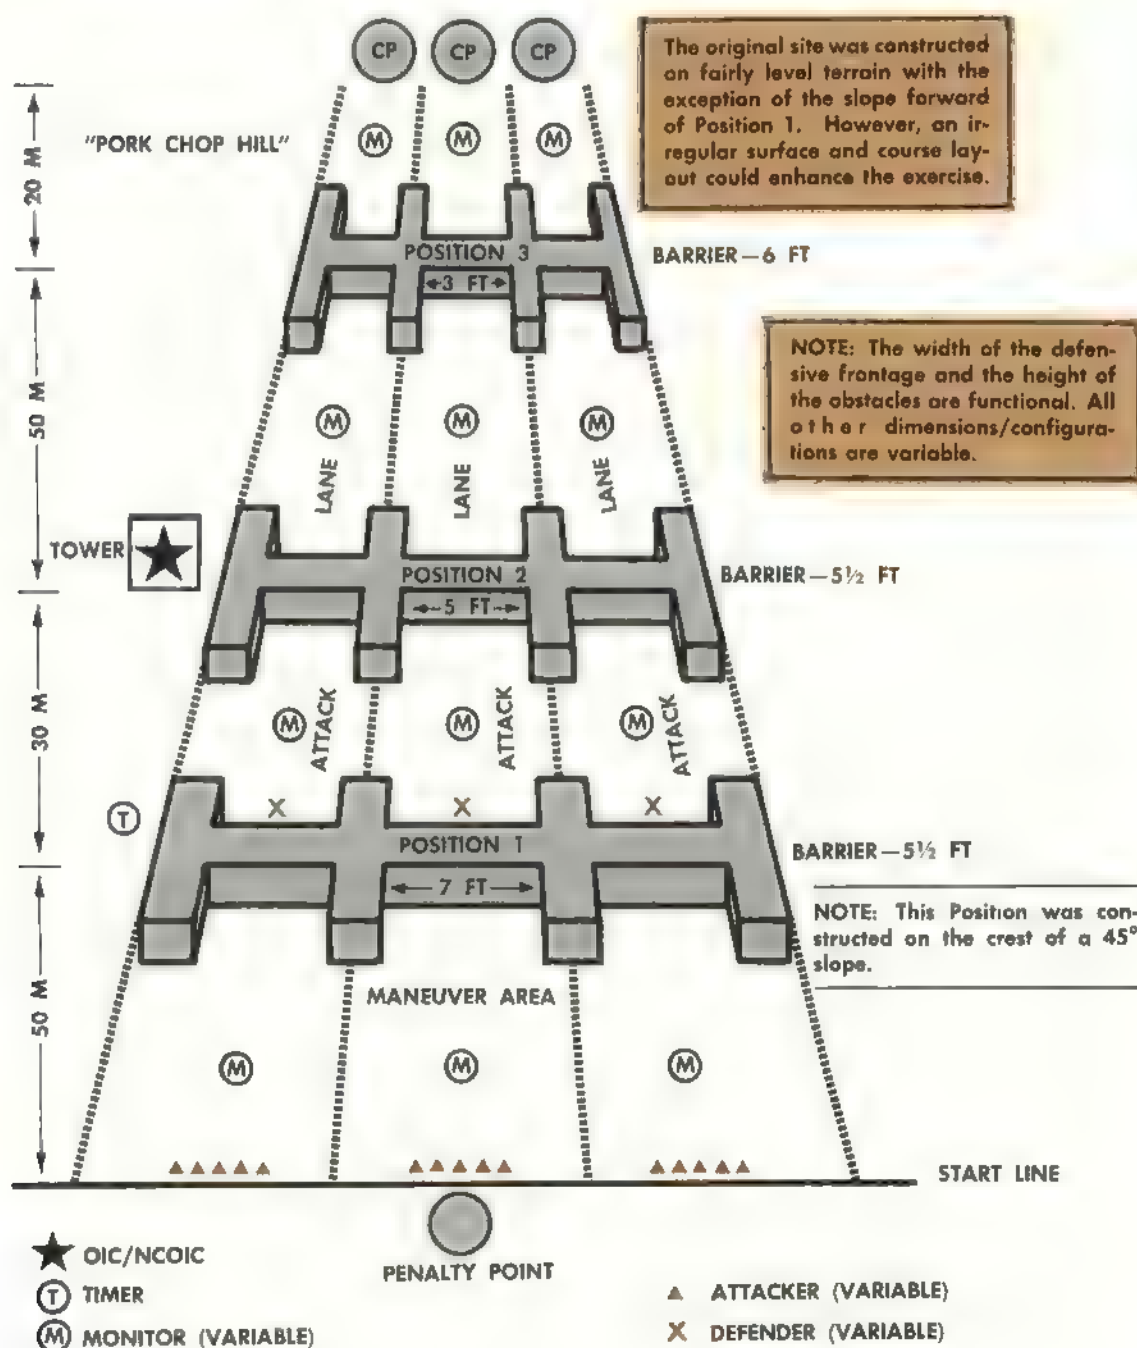 CP CP CP
The original site was constructed
on fairly level terrain with the
exception of the slope forward
of Position 1. However, an ir-
regular surface and course lay-
out could enhance the exercise.
"PORK CHOP HILL"
M M M
20 M
POSITION 3
3 FT
BARRIER—6 FT
NOTE: The width of the defen-
sive frontage and the height of
the obstacles are functional. All
other dimensions/configura-
tions are variable.
50 M
M M M
LANE LANE LANE
TOWER
POSITION 2
5 FT
BARRIER—5½ FT
30 M
M M M
ATTACK ATTACK ATTACK
X X X
T
POSITION 1
7 FT
BARRIER—5½ FT
NOTE: This Position was con-
structed on the crest of a 45°
slope.
50 M
MANEUVER AREA
M M M
START LINE
PENALTY POINT
OIC/NCOIC
T TIMER
M MONITOR (VARIABLE)
ATTACKER (VARIABLE)
X DEFENDER (VARIABLE)